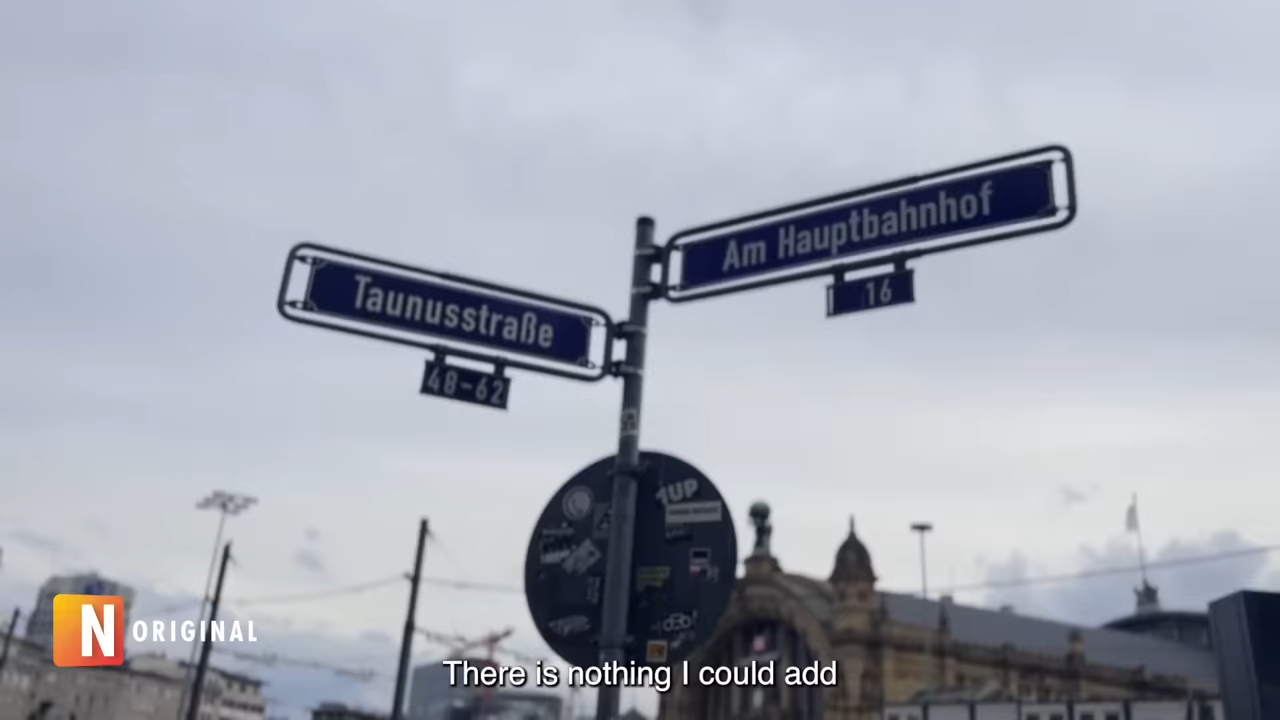 Am Hauptbahnhof
16
Taunusstraße
48-62
1UP
N ORIGINAL
There is nothing I could add